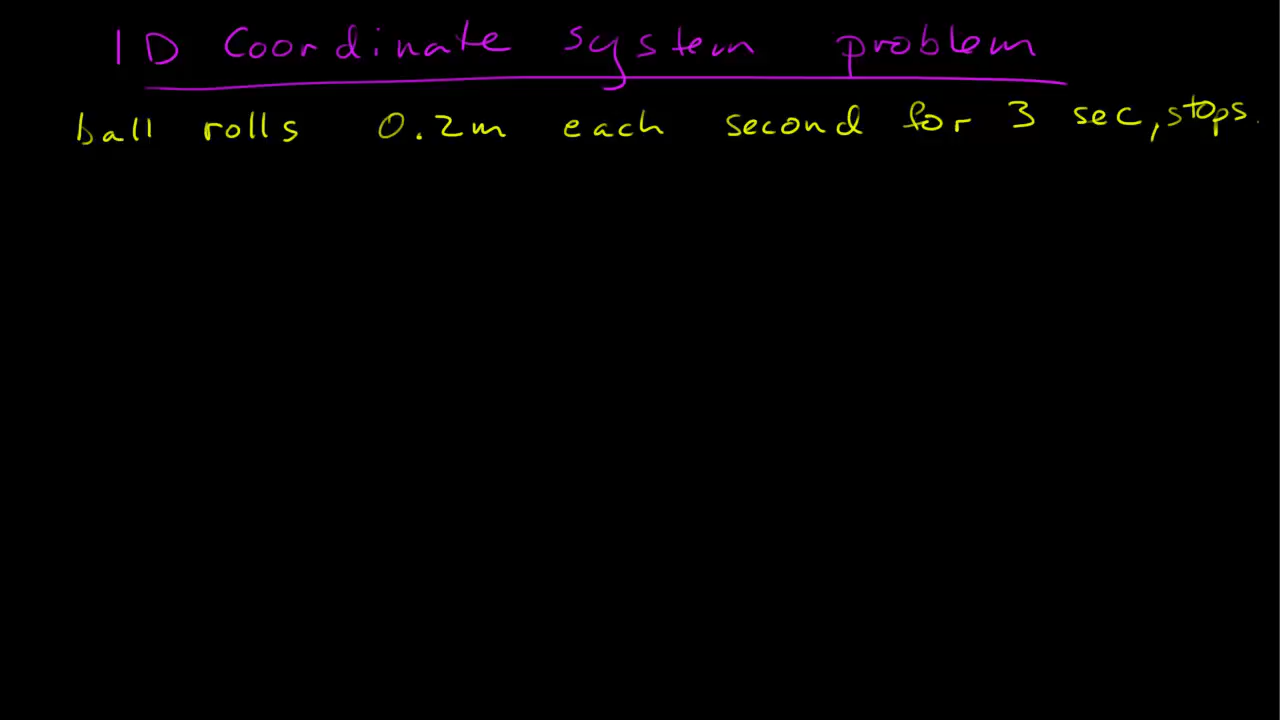 1D Coordinate system problem
ball rolls 0.2m each second for 3 sec, stops.